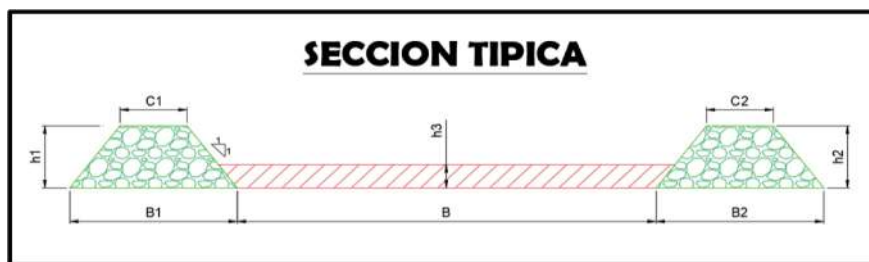 SECCION TIPICA
C1
C2
h1
1
1
h3
h2
B1
B
B2